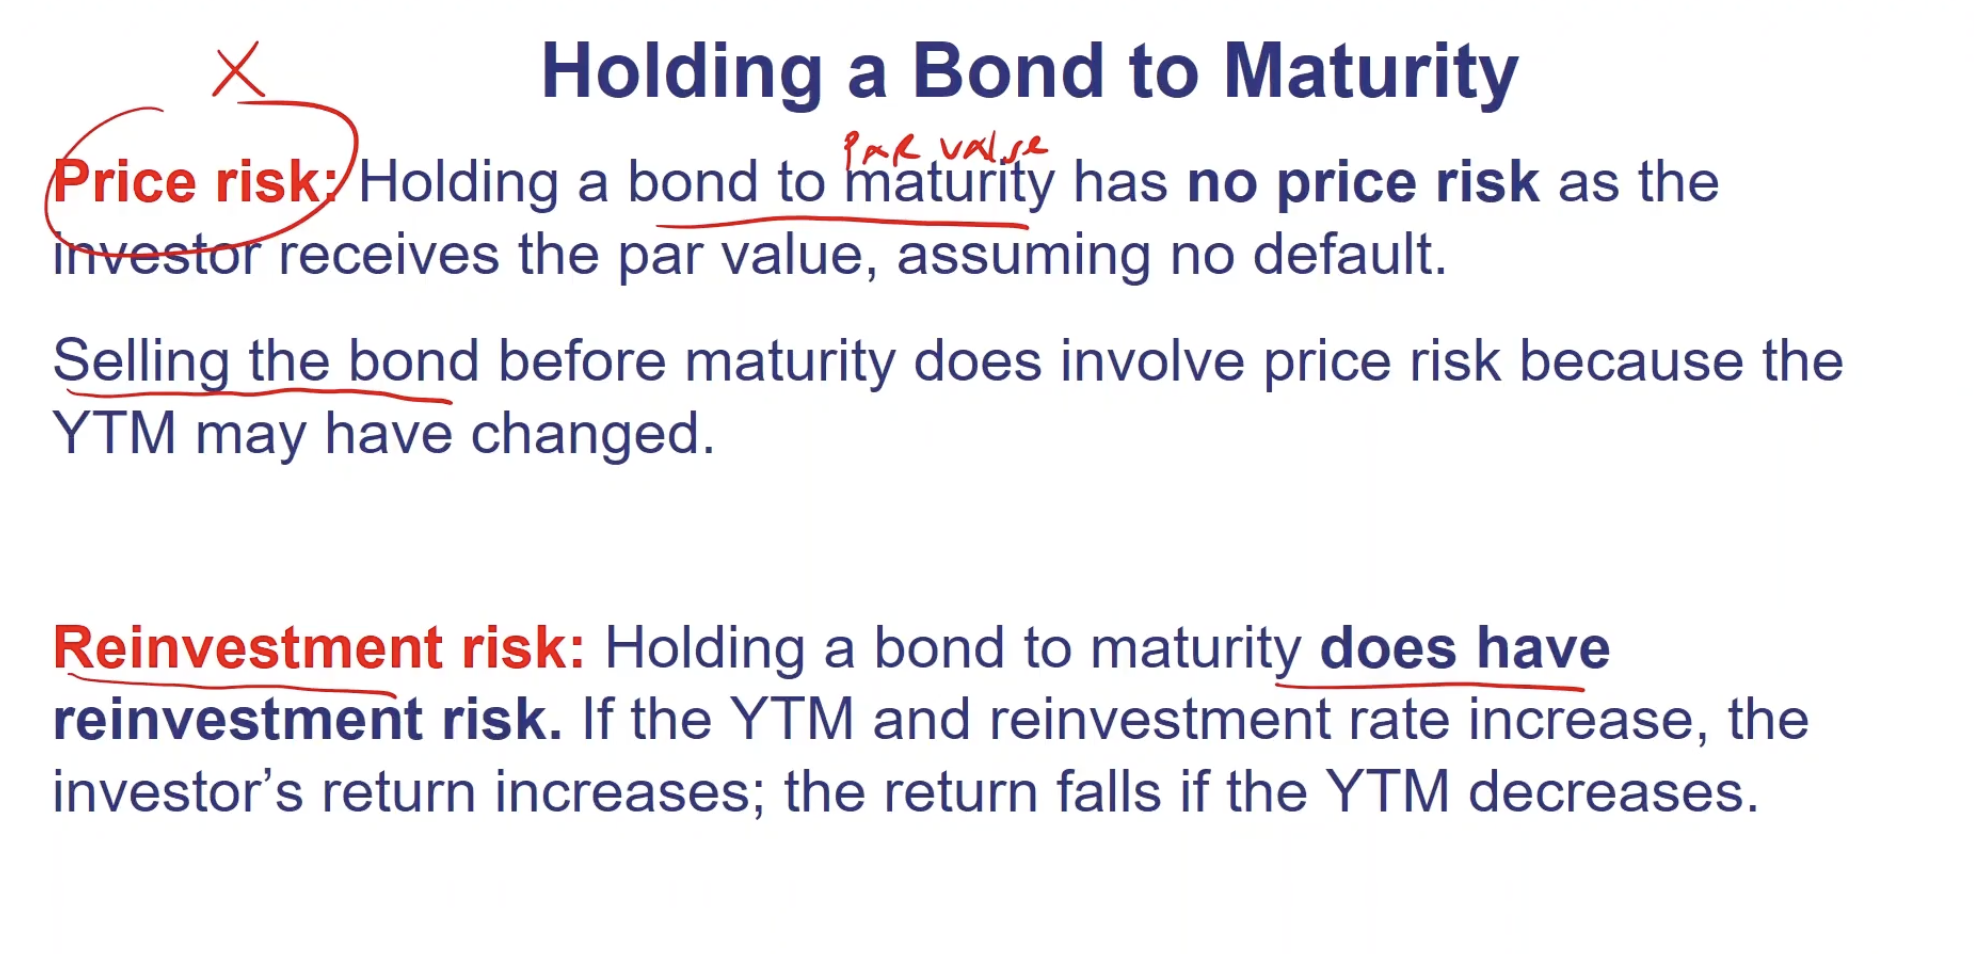 Holding a Bond to Maturity
PAR value
Price risk: Holding a bond to maturity has no price risk as the
investor receives the par value, assuming no default.
Selling the bond before maturity does involve price risk because the
YTM may have changed.
Reinvestment risk: Holding a bond to maturity does have
reinvestment risk. If the YTM and reinvestment rate increase, the
investor’s return increases; the return falls if the YTM decreases.